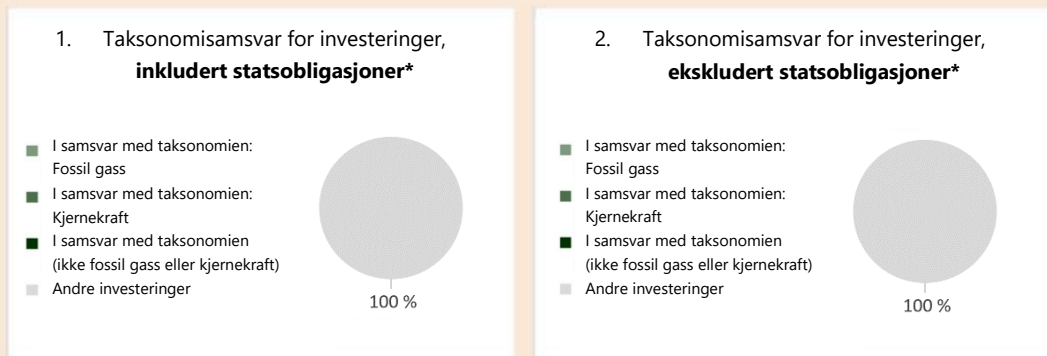 1. Taksonomisamsvar for investeringer,
inkludert statsobligasjoner*
I samsvar med taksonomien:
Fossil gass
I samsvar med taksonomien:
Kjernekraft
I samsvar med taksonomien
(ikke fossil gass eller kjernekraft)
Andre investeringer
100 %
2. Taksonomisamsvar for investeringer,
ekskludert statsobligasjoner*
I samsvar med taksonomien:
Fossil gass
I samsvar med taksonomien:
Kjernekraft
I samsvar med taksonomien
(ikke fossil gass eller kjernekraft)
Andre investeringer
100 %